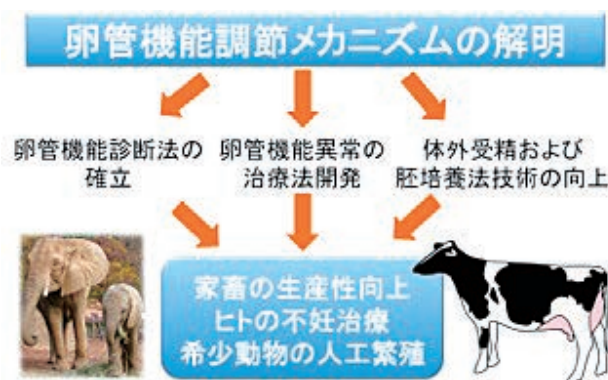 卵管機能調節メカニズムの解明
卵管機能診断法の
確立
卵管機能異常の
治療法開発
体外受精および
胚培養法技術の向上
家畜の生産性向上
ヒトの不妊治療
希少動物の人工繁殖